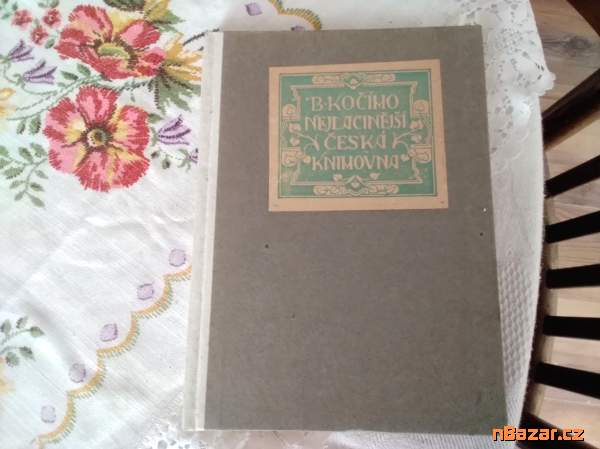 B·KOČÍHO
NEJLACINĚJŠÍ
ČESKÁ
KNIHOVNA
nBazar.cz